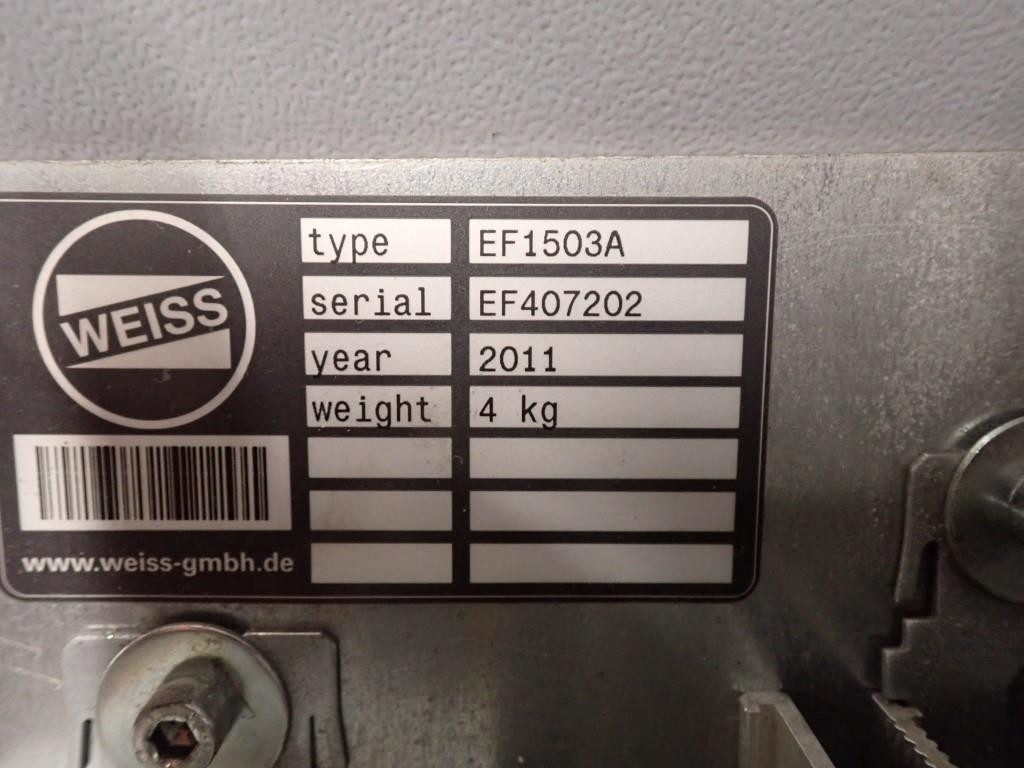 WEISS
type EF1503A
serial EF407202
year 2011
weight 4 kg
www.weiss-gmbh.de